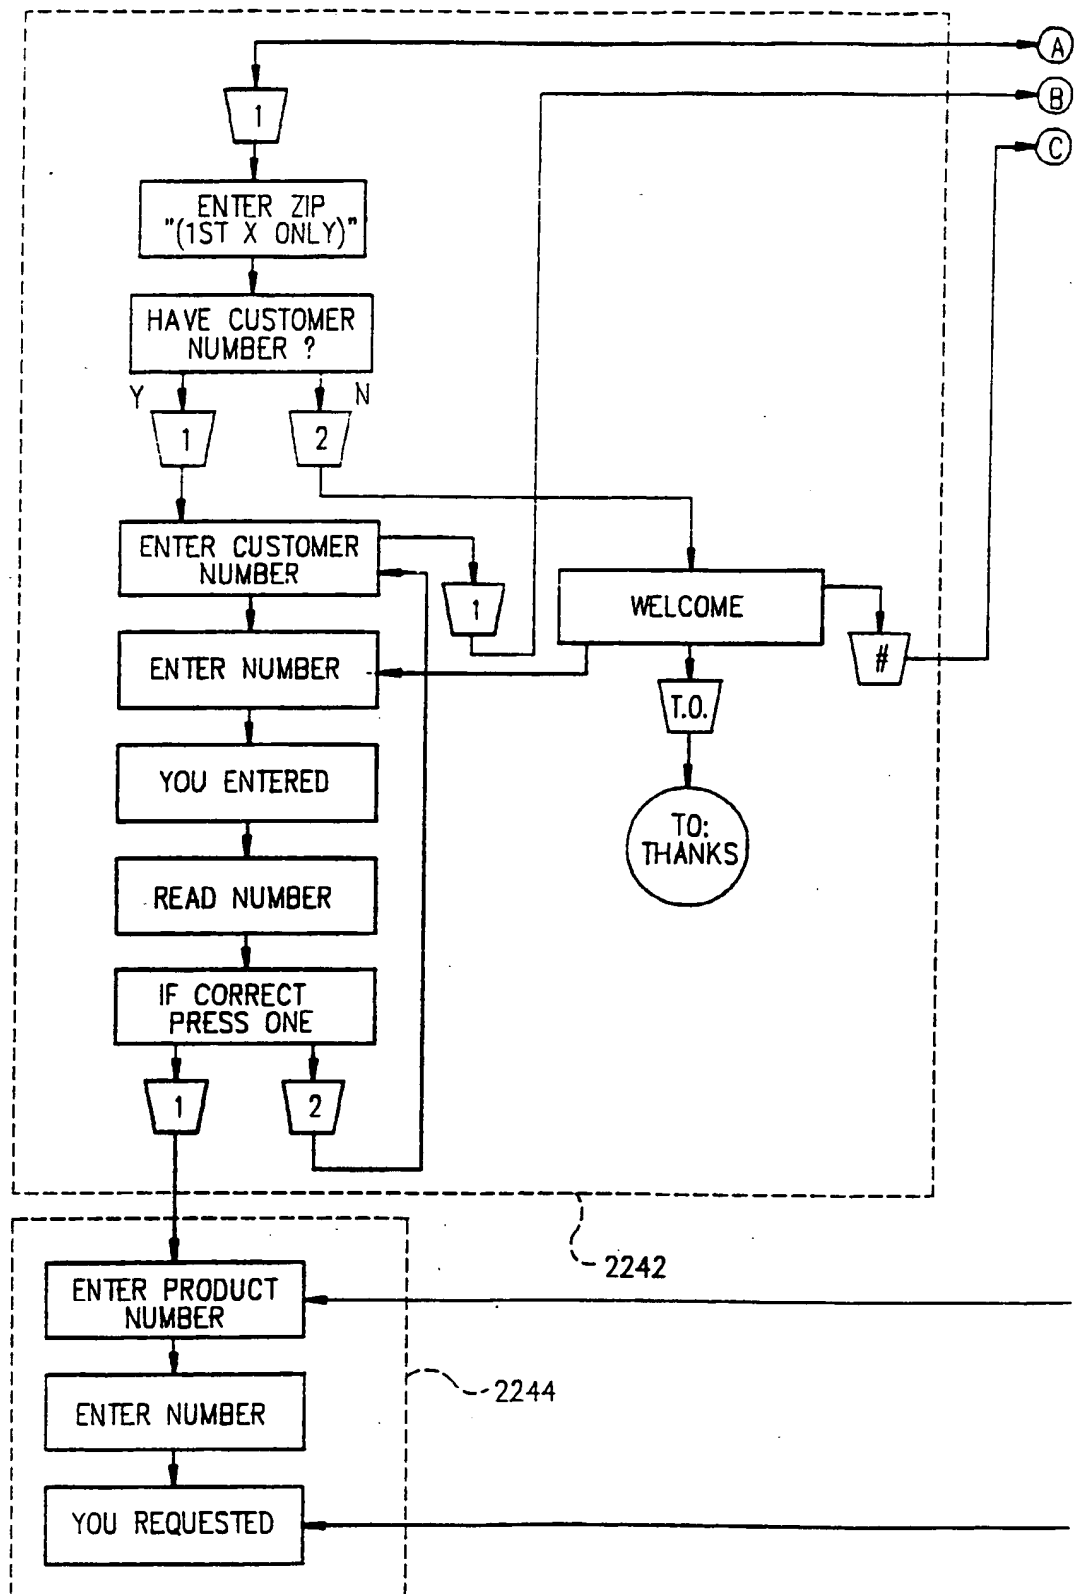 A
B
C
1
ENTER ZIP
"(1ST X ONLY)"
HAVE CUSTOMER
NUMBER ?
Y
N
1
2
ENTER CUSTOMER
NUMBER
1
WELCOME
#
ENTER NUMBER
T.O.
YOU ENTERED
TO:
THANKS
READ NUMBER
IF CORRECT
PRESS ONE
1
2
2242
ENTER PRODUCT
NUMBER
2244
ENTER NUMBER
YOU REQUESTED